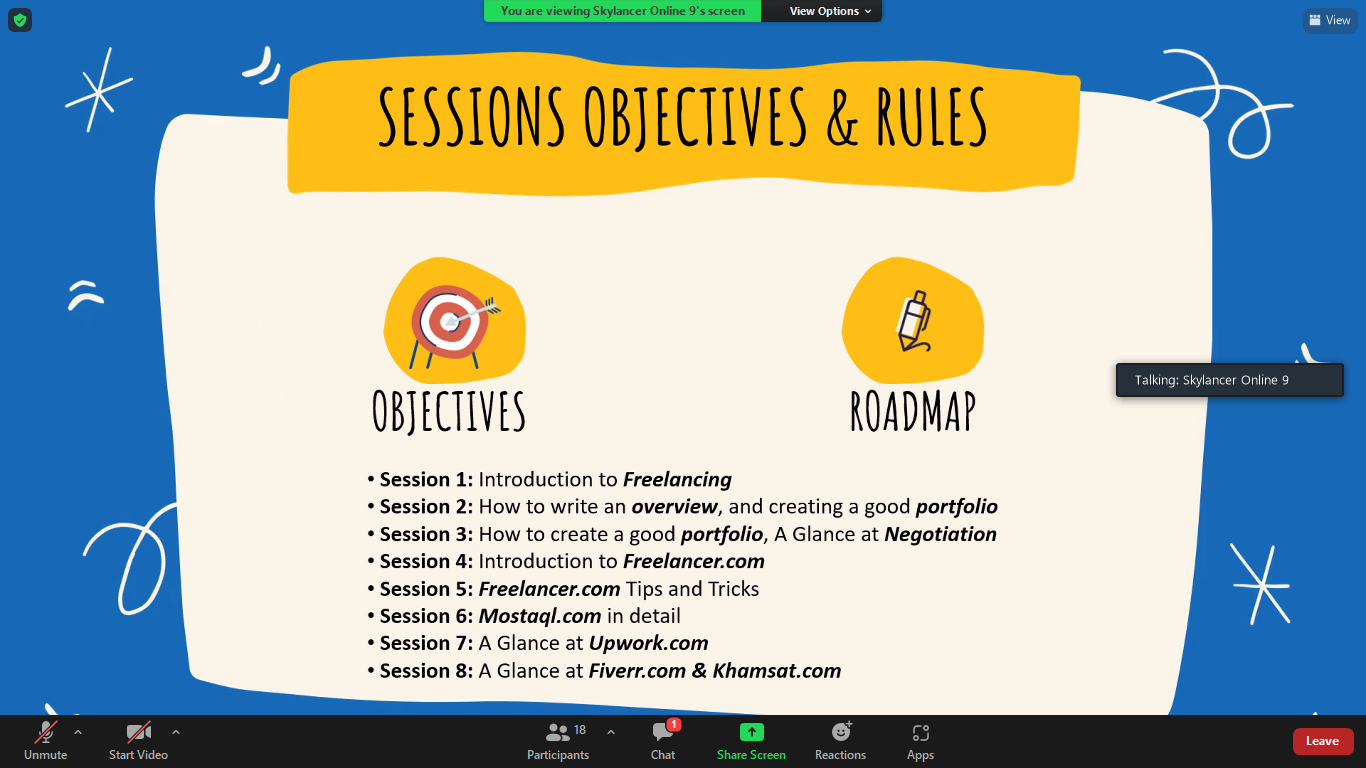 You are viewing Skylancer Online 9's screen
View Options
View
SESSIONS OBJECTIVES & RULES
OBJECTIVES
ROADMAP
Talking: Skylancer Online 9
• Session 1: Introduction to Freelancing
• Session 2: How to write an overview, and creating a good portfolio
• Session 3: How to create a good portfolio, A Glance at Negotiation
• Session 4: Introduction to Freelancer.com
• Session 5: Freelancer.com Tips and Tricks
• Session 6: Mostaql.com in detail
• Session 7: A Glance at Upwork.com
• Session 8: A Glance at Fiverr.com & Khamsat.com
18
1
Unmute
Start Video
Participants
Chat
Share Screen
Reactions
Apps
Leave